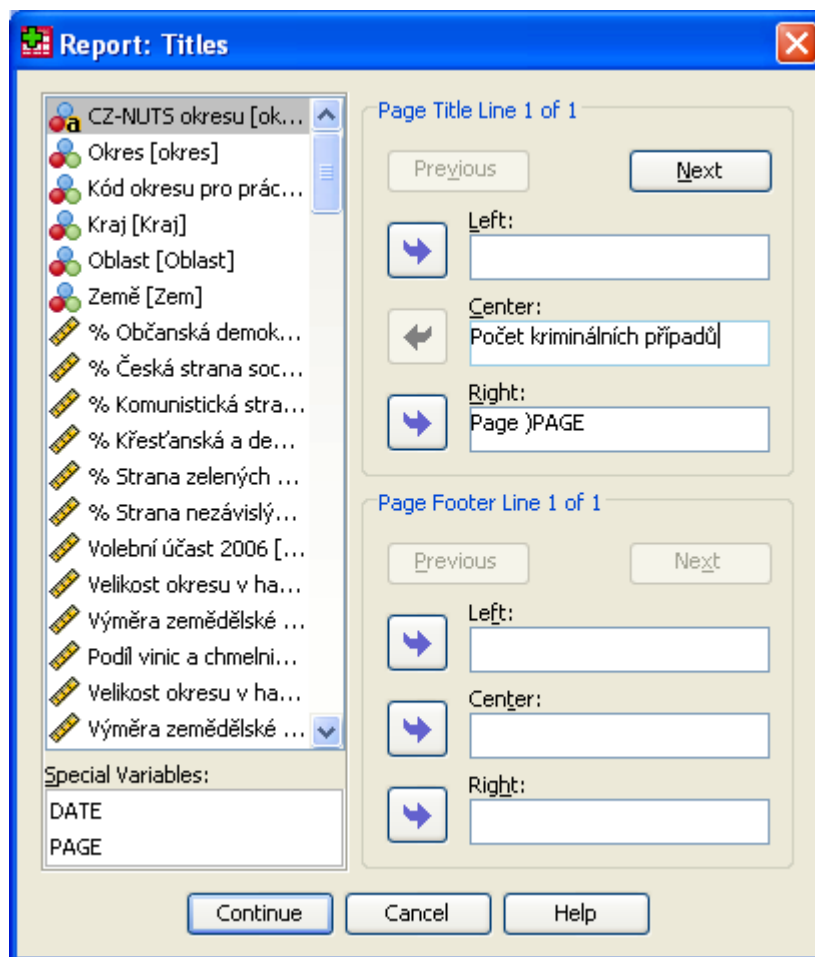 Report: Titles
CZ-NUTS okresu [ok...
Okres [okres]
Kód okresu pro prác...
Kraj [Kraj]
Oblast [Oblast]
Země [Zem]
% Občanská demok...
% Česká strana soc...
% Komunistická stra...
% Křesťanská a de...
% Strana zelených ...
% Strana nezávislý...
Volební účast 2006 [...
Velikost okresu v ha...
Výměra zemědělské ...
Podíl vinic a chmelni...
Velikost okresu v ha...
Výměra zemědělské ...
Special Variables:
DATE
PAGE
Page Title Line 1 of 1
Previous
Next
Left:
Center:
Počet kriminálních případů
Right:
Page )PAGE
Page Footer Line 1 of 1
Previous
Next
Left:
Center:
Right:
Continue
Cancel
Help